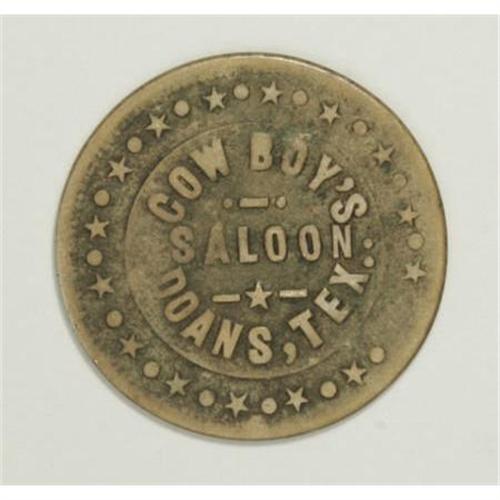 COW BOY'S
SALOON
DOANS, TEX.